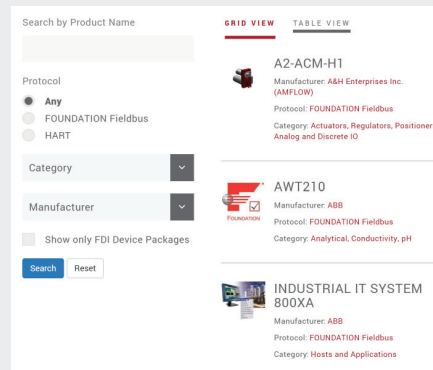 Search by Product Name
Protocol
Any
FOUNDATION Fieldbus
HART
Category
Manufacturer
Show only FDI Device Packages
Search Reset
GRID VIEW TABLE VIEW
A2-ACM-H1
Manufacturer: A&H Enterprises Inc.
(AMFLOW)
Protocol: FOUNDATION Fieldbus
Category: Actuators, Regulators, Positioner
Analog and Discrete IO
FOUNDATION
AWT210
Manufacturer: ABB
Protocol: FOUNDATION Fieldbus
Category: Analytical, Conductivity, pH
INDUSTRIAL IT SYSTEM
800XA
Manufacturer: ABB
Protocol: FOUNDATION Fieldbus
Category: Hosts and Applications